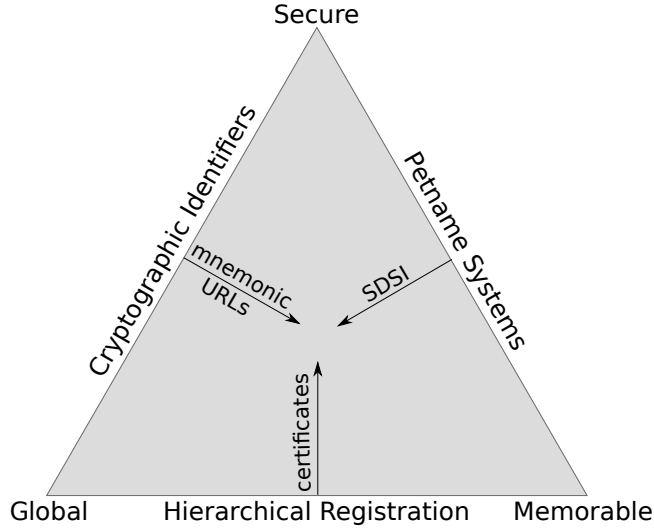 Secure
Cryptographic Identifiers
Petname Systems
mnemonic
URLs
SDSI
certificates
Global
Hierarchical Registration
Memorable